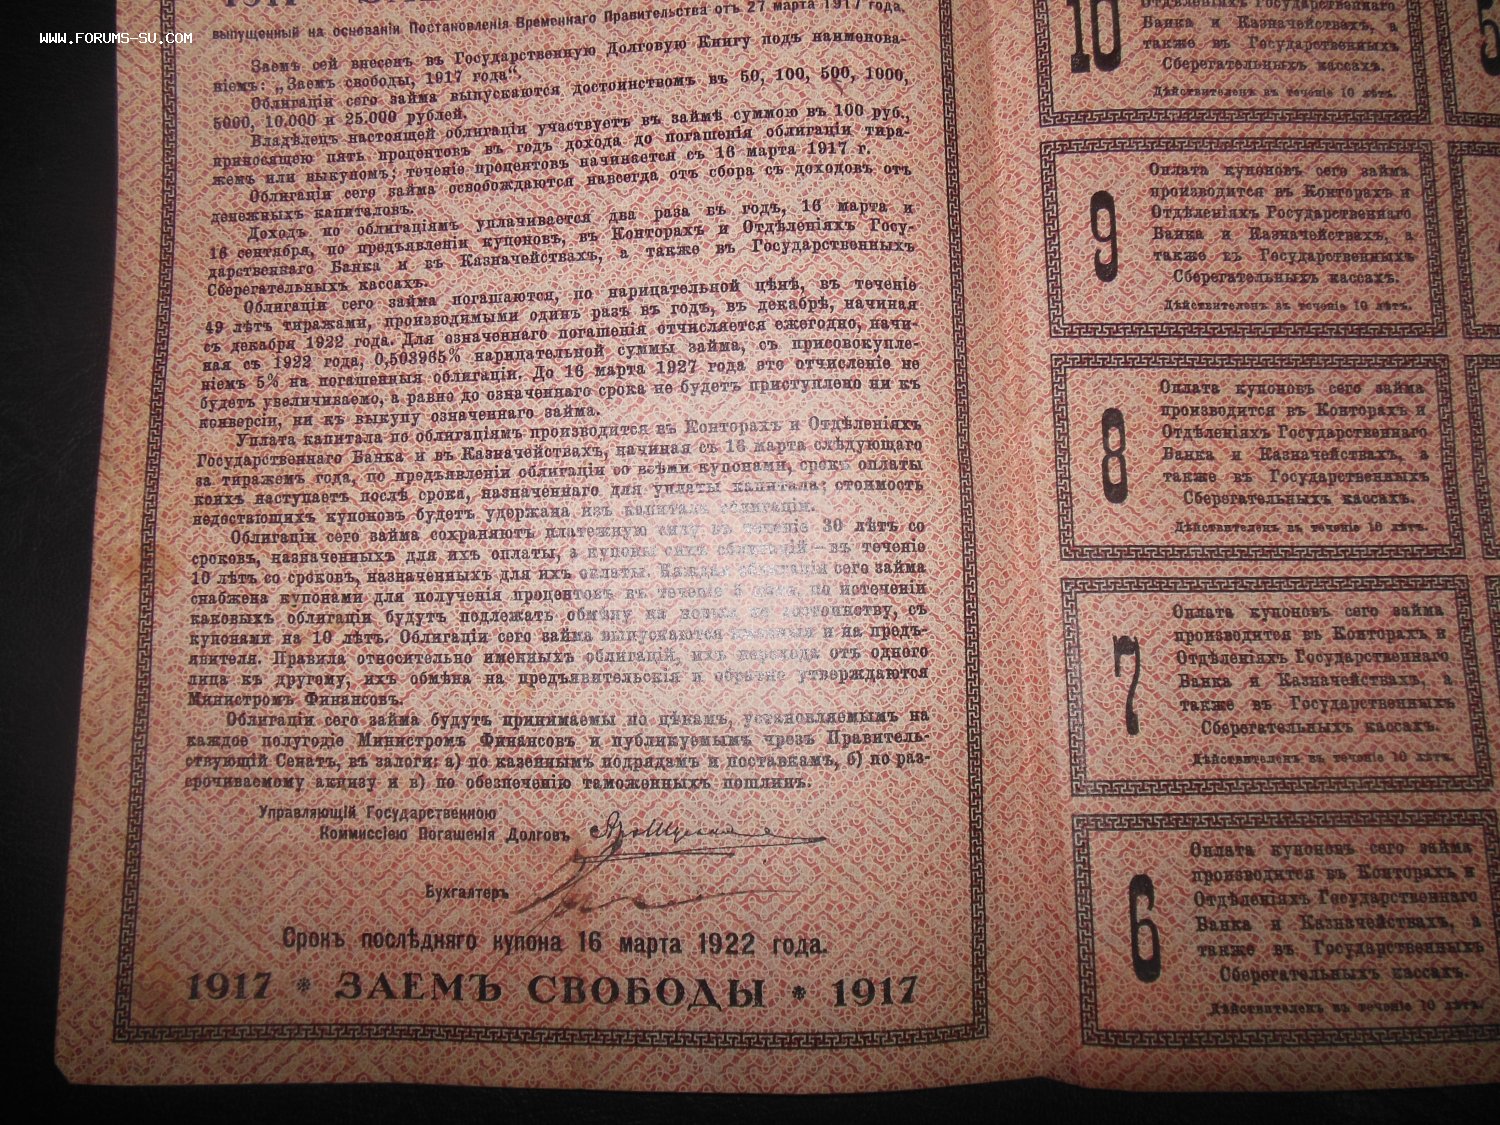 WWW.FORUMS-SU.COM
выпущенный на основаніи Постановленія Временнаго Правительства отъ 27 марта 1917 года.
Заемъ сей внесенъ въ Государственную Долговую Книгу подъ наименова-
ніемъ: „Заемъ свободы, 1917 года“.
Облигаціи сего займа выпускаются достоинствомъ въ 50, 100, 500, 1000,
5000, 10.000 и 25.000 рублей.
Владѣлецъ настоящей облигаціи участвуетъ въ займѣ суммою въ 100 руб.,
приносящею пять процентовъ въ годъ дохода до погашенія облигаціи тира-
жемъ или выкупомъ; теченіе процентовъ начинается съ 16 марта 1917 г.
Облигаціи сего займа освобождаются навсегда отъ сбора съ доходовъ отъ
денежныхъ капиталовъ.
Доходъ по облигаціямъ уплачивается два раза въ годъ, 16 марта и
16 сентября, по предъявленіи купоновъ, въ Конторахъ и Отдѣленіяхъ Госу-
дарственнаго Банка и въ Казначействахъ, а также въ Государственныхъ
Сберегательныхъ кассахъ.
Облигаціи сего займа погашаются, по нарицательной цѣнѣ, въ теченіе
49 лѣтъ тиражами, производимыми одинъ разъ въ годъ, въ декабрѣ, начиная
съ декабря 1922 года. Для означеннаго погашенія отчисляется ежегодно, начи-
ная съ 1922 года, 0,503965% нарицательной суммы займа, съ присовокупле-
ніемъ 5% на погашенныя облигаціи. До 16 марта 1927 года это отчисленіе не
будетъ увеличиваемо, а равно до означеннаго срока не будетъ приступлено ни къ
конверсіи, ни къ выкупу означеннаго займа.
Уплата капитала по облигаціямъ производится въ Конторахъ и Отдѣленіяхъ
Государственнаго Банка и въ Казначействахъ, начиная съ 16 марта слѣдующаго
за тиражемъ года, по предъявленіи облигаціи со всѣми купонами, срокъ оплаты
коихъ наступаетъ послѣ срока, назначеннаго для уплаты капитала; стоимость
недостающихъ купоновъ будетъ удержана изъ капитала облигаціи.
Облигаціи сего займа сохраняютъ платежную силу въ теченіе 30 лѣтъ со
сроковъ, назначенныхъ для ихъ оплаты, а купоны сихъ облигацій — въ теченіе
10 лѣтъ со сроковъ, назначенныхъ для ихъ оплаты. Каждая облигація сего займа
снабжена купонами для полученія процентовъ въ теченіе 5 лѣтъ, по истеченіи
каковыхъ облигаціи будутъ подлежать обмѣну на новыя по достоинству, съ
купонами на 10 лѣтъ. Облигаціи сего займа выпускаются именныя и на предъ-
явителя. Правила относительно именныхъ облигацій, ихъ перехода отъ одного
лица къ другому, ихъ обмѣна на предъявительскія и обратно утверждаются
Министромъ Финансовъ.
Облигаціи сего займа будутъ принимаемы по цѣнамъ, установляемымъ на
каждое полугодіе Министромъ Финансовъ и публикуемымъ чрезъ Правитель-
ствующій Сенатъ, въ залоги: а) по казеннымъ подрядамъ и поставкамъ, б) по раз-
срочиваемому акцизу и в) по обезпеченію таможенныхъ пошлинъ.
Управляющій Государственною
Коммиссіею Погашенія Долговъ
Бухгалтеръ
Срокъ послѣдняго купона 16 марта 1922 года.
1917 * ЗАЕМЪ СВОБОДЫ * 1917
10
Банка и Казначействахъ, а
также въ Государственныхъ
Сберегательныхъ кассахъ.
Дѣйствителенъ въ теченіе 10 лѣтъ.
9
Оплата купоновъ сего займа
производится въ Конторахъ и
Отдѣленіяхъ Государственнаго
Банка и Казначействахъ, а
также въ Государственныхъ
Сберегательныхъ кассахъ.
Дѣйствителенъ въ теченіе 10 лѣтъ.
8
Оплата купоновъ сего займа
производится въ Конторахъ и
Отдѣленіяхъ Государственнаго
Банка и Казначействахъ, а
также въ Государственныхъ
Сберегательныхъ кассахъ.
Дѣйствителенъ въ теченіе 10 лѣтъ.
7
Оплата купоновъ сего займа
производится въ Конторахъ и
Отдѣленіяхъ Государственнаго
Банка и Казначействахъ, а
также въ Государственныхъ
Сберегательныхъ кассахъ.
Дѣйствителенъ въ теченіе 10 лѣтъ.
6
Оплата купоновъ сего займа
производится въ Конторахъ и
Отдѣленіяхъ Государственнаго
Банка и Казначействахъ, а
также въ Государственныхъ
Сберегательныхъ кассахъ.
Дѣйствителенъ въ теченіе 10 лѣтъ.